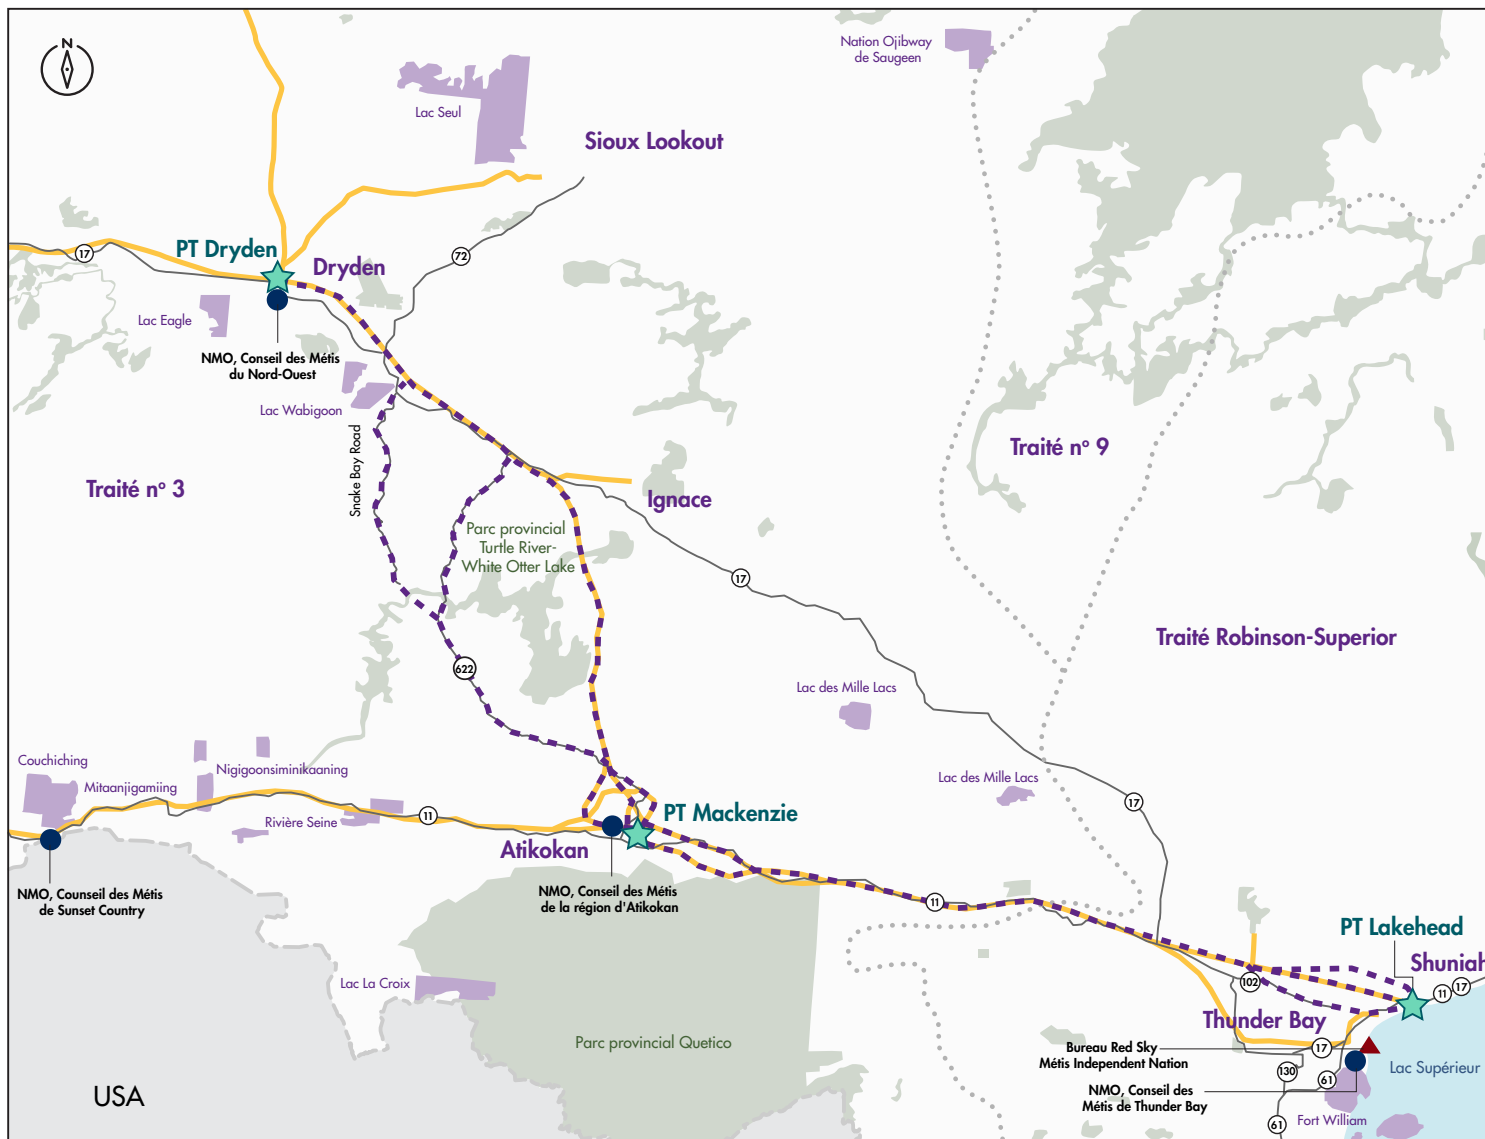 N
Nation Ojibway
de Saugeen
Lac Seul
Sioux Lookout
PT Dryden
17
Dryden
72
Lac Eagle
NMO, Conseil des Métis
du Nord-Ouest
Lac Wabigoon
Snake Bay Road
Traité nº 3
Traité nº 9
Ignace
Parc provincial
Turtle River-
White Otter Lake
17
622
Traité Robinson-Superior
Lac des Mille Lacs
Couchiching
Mitaanjigamiing
Nigigoonsiminikaaning
Rivière Seine
11
Lac des Mille Lacs
17
PT Mackenzie
Atikokan
NMO, Counseil des Métis
de Sunset Country
NMO, Conseil des Métis
de la région d'Atikokan
11
PT Lakehead
Shuniah
Lac La Croix
102
11
17
Thunder Bay
Parc provincial Quetico
Bureau Red Sky
Métis Independent Nation
17
Lac Supérieur
130
61
NMO, Conseil des
Métis de Thunder Bay
USA
61
Fort William